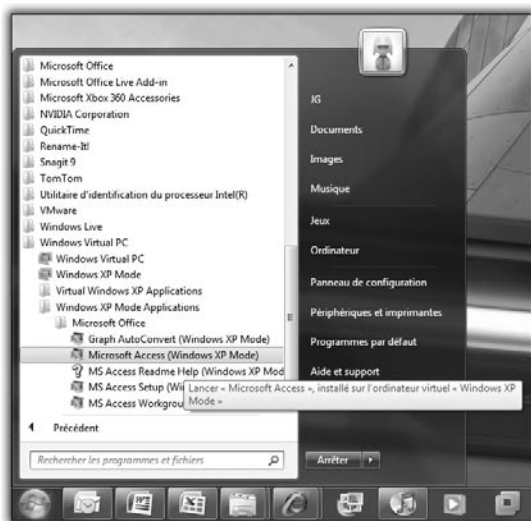 Microsoft Office
Microsoft Office Live Add-in
Microsoft Xbox 360 Accessories
NVIDIA Corporation
QuickTime
Rename-It!
Snagit 9
TomTom
Utilitaire d'identification du processeur Intel(R)
VMware
Windows Live
Windows Virtual PC
Windows Virtual PC
Windows XP Mode
Virtual Windows XP Applications
Windows XP Mode Applications
Microsoft Office
Graph AutoConvert (Windows XP Mode)
Microsoft Access (Windows XP Mode)
MS Access Readme Help (Windows XP Mod
MS Access Setup (Wi
MS Access Workgrou
Précédent
Rechercher les programmes et fichiers
JG
Documents
Images
Musique
Jeux
Ordinateur
Panneau de configuration
Périphériques et imprimantes
Programmes par défaut
Aide et support
Lancer « Microsoft Access », installé sur l'ordinateur virtuel « Windows XP
Mode »
Arrêter